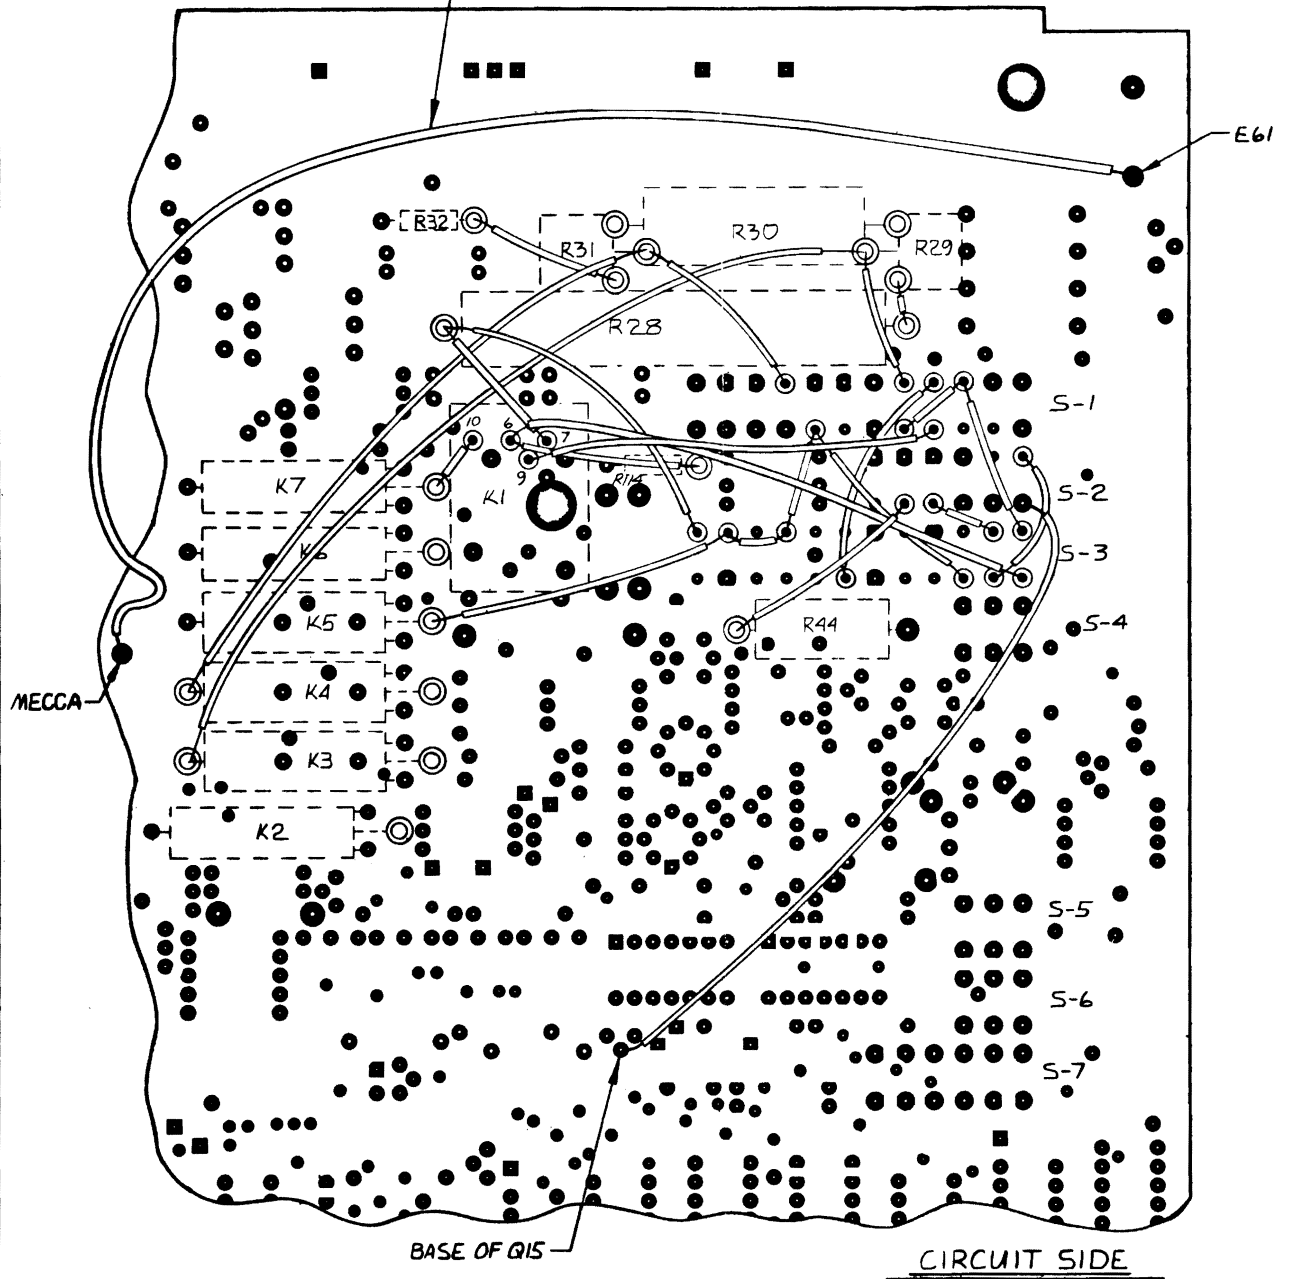 E61
R32
R31
R30
R29
R28
S-1
10
6
7
9
R114
K7
K1
S-2
K6
S-3
K5
R44
S-4
MECCA
K4
K3
K2
S-5
S-6
S-7
BASE OF Q15
CIRCUIT SIDE